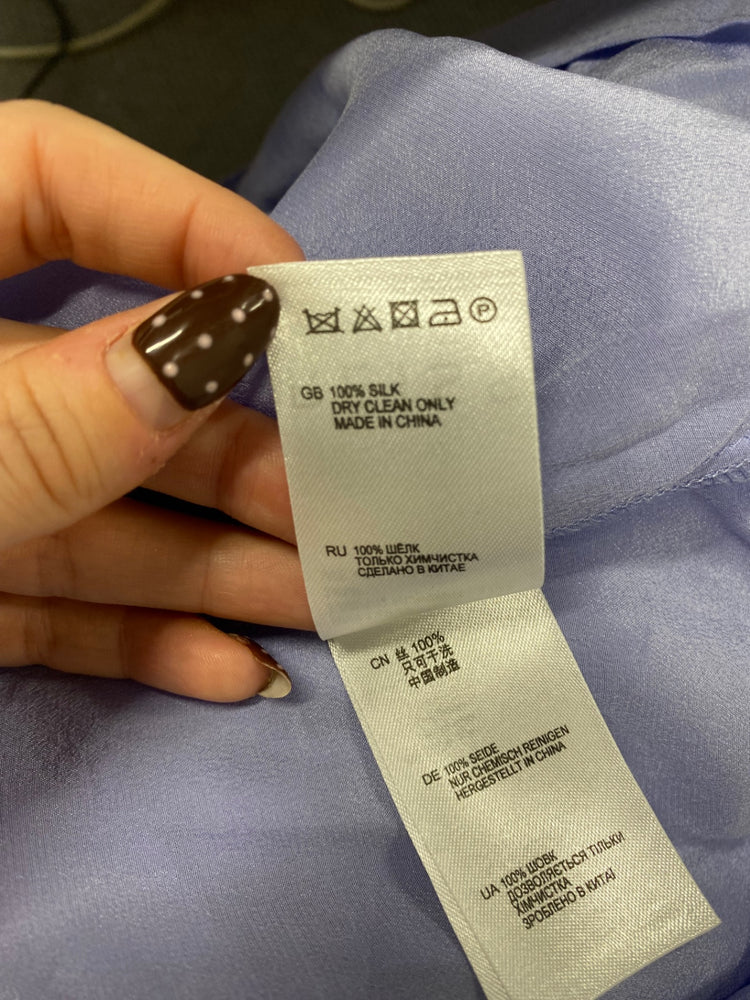 P
GB 100% SILK
DRY CLEAN ONLY
MADE IN CHINA
RU 100% ШЁЛК
ТОЛЬКО ХИМЧИСТКА
СДЕЛАНО В КИТАЕ
CN 丝 100%
只可干洗
中国制造
DE 100% SEIDE
NUR CHEMISCH REINIGEN
HERGESTELLT IN CHINA
UA 100% ШОВК
ДОЗВОЛЯЄТЬСЯ ТІЛЬКИ
ХІМЧИСТКА
ЗРОБЛЕНО В КИТАЇ